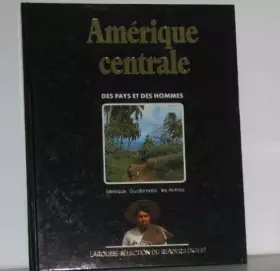 Amérique
centrale
DES PAYS ET DES HOMMES
Mexique Guatemala les Antilles
LAROUSSE-SÉLECTION DU READER'S DIGEST